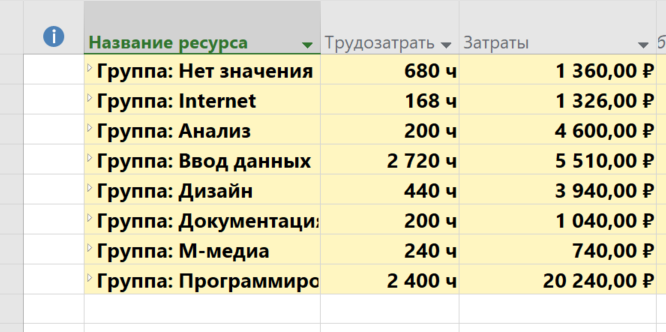 Название ресурса Трудозатрать Затраты
Группа: Нет значения 680 ч 1 360,00 ₽
Группа: Internet 168 ч 1 326,00 ₽
Группа: Анализ 200 ч 4 600,00 ₽
Группа: Ввод данных 2 720 ч 5 510,00 ₽
Группа: Дизайн 440 ч 3 940,00 ₽
Группа: Документация 200 ч 1 040,00 ₽
Группа: М-медиа 240 ч 740,00 ₽
Группа: Программиро 2 400 ч 20 240,00 ₽